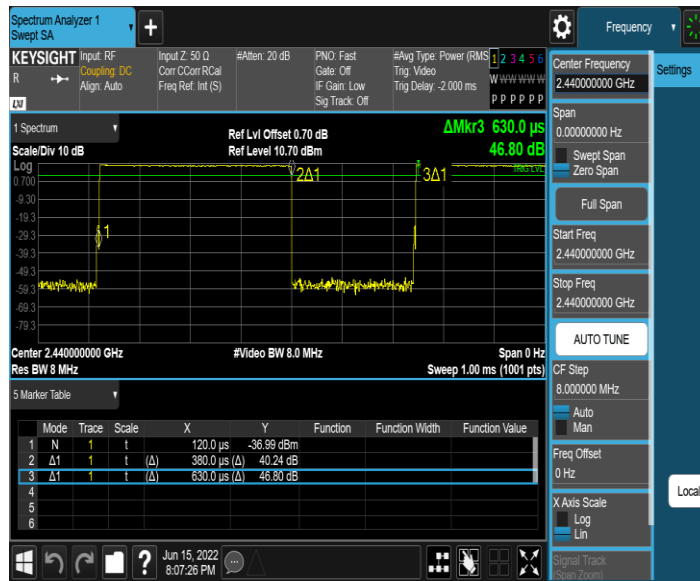 Spectrum Analyzer 1
Swept SA
Frequency
Settings
KEYSIGHT
R
LXI
Input: RF
Coupling: DC
Align: Auto
Input Z: 50 Ω
Corr CCorr RCal
Freq Ref: Int (S)
#Atten: 20 dB
PNO: Fast
Gate: Off
IF Gain: Low
Sig Track: Off
#Avg Type: Power (RMS
Trig: Video
Trig Delay: -2.000 ms
1 2 3 4 5 6
W W W W W W
P P P P P P
1 Spectrum
Scale/Div 10 dB
Ref Lvl Offset 0.70 dB
Ref Level 10.70 dBm
ΔMkr3 630.0 µs
46.80 dB
Log
TRIG LVL
0.700
-9.30
-19.3
-29.3
-39.3
-49.3
-59.3
-69.3
-79.3
1
2Δ1
3Δ1
Center 2.440000000 GHz
Res BW 8 MHz
#Video BW 8.0 MHz
Span 0 Hz
Sweep 1.00 ms (1001 pts)
5 Marker Table
Mode Trace Scale X Y Function Function Width Function Value
1 N 1 t 120.0 µs -36.99 dBm
2 Δ1 1 t (Δ) 380.0 µs (Δ) 40.24 dB
3 Δ1 1 t (Δ) 630.0 µs (Δ) 46.80 dB
4
5
6
Center Frequency
2.440000000 GHz
Span
0.00000000 Hz
Swept Span
Zero Span
Full Span
Start Freq
2.440000000 GHz
Stop Freq
2.440000000 GHz
AUTO TUNE
CF Step
8.000000 MHz
Auto
Man
Freq Offset
0 Hz
X Axis Scale
Log
Lin
Signal Track
(Span Zoom)
Local
?
Jun 15, 2022
8:07:26 PM